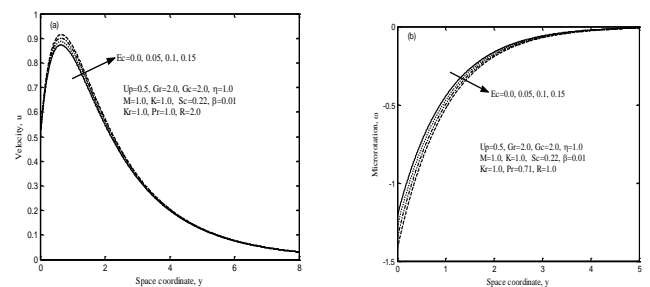 (a)
1
0.9
0.8
0.7
0.6
0.5
0.4
0.3
0.2
0.1
0
Velocity, u
Ec=0.0, 0.05, 0.1, 0.15
Up=0.5, Gr=2.0, Gc=2.0, η=1.0
M=1.0, K=1.0, Sc=0.22, β=0.01
Kr=1.0, Pr=1.0, R=2.0
0 2 4 6 8
Space coordinate, y
(b)
0
-0.5
-1
-1.5
Microrotation, ω
Ec=0.0, 0.05, 0.1, 0.15
Up=0.5, Gr=2.0, Gc=2.0, η=1.0
M=1.0, K=1.0, Sc=0.22, β=0.01
Kr=1.0, Pr=0.71, R=1.0
0 1 2 3 4 5
Space coordinate, y